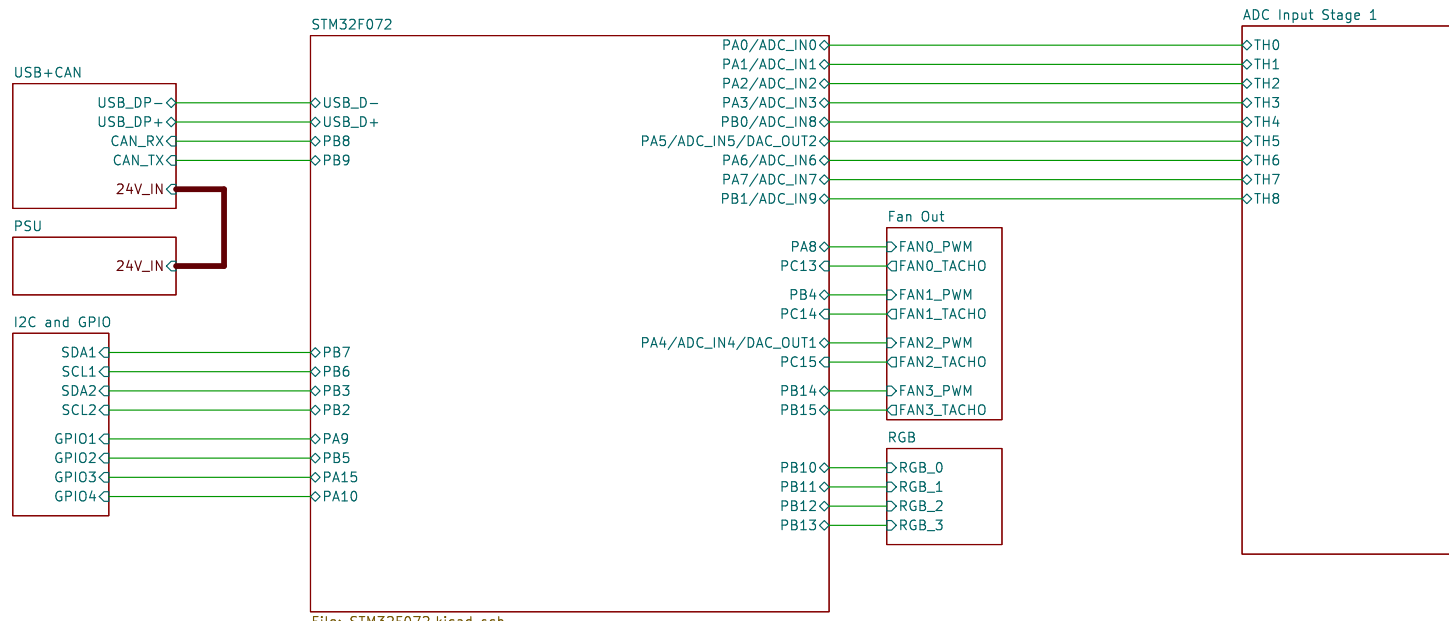 STM32F072
ADC Input Stage 1
USB+CAN
USB_DP-
USB_DP+
CAN_RX
CAN_TX
24V_IN
PSU
24V_IN
I2C and GPIO
SDA1
SCL1
SDA2
SCL2
GPIO1
GPIO2
GPIO3
GPIO4
USB_D-
USB_D+
PB8
PB9
PB7
PB6
PB3
PB2
PA9
PB5
PA15
PA10
PA0/ADC_IN0
PA1/ADC_IN1
PA2/ADC_IN2
PA3/ADC_IN3
PB0/ADC_IN8
PA5/ADC_IN5/DAC_OUT2
PA6/ADC_IN6
PA7/ADC_IN7
PB1/ADC_IN9
PA8
PC13
PB4
PC14
PA4/ADC_IN4/DAC_OUT1
PC15
PB14
PB15
PB10
PB11
PB12
PB13
Fan Out
FAN0_PWM
FAN0_TACHO
FAN1_PWM
FAN1_TACHO
FAN2_PWM
FAN2_TACHO
FAN3_PWM
FAN3_TACHO
RGB
RGB_0
RGB_1
RGB_2
RGB_3
TH0
TH1
TH2
TH3
TH4
TH5
TH6
TH7
TH8
File: STM32F072.kicad_sch